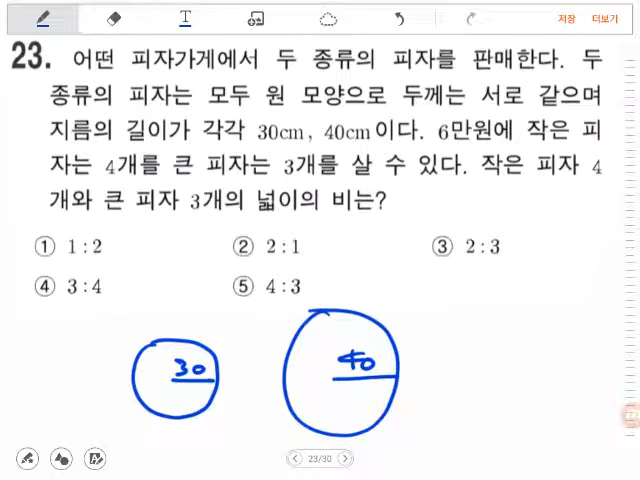 저장 더보기
23. 어떤 피자가게에서 두 종류의 피자를 판매한다. 두
종류의 피자는 모두 원 모양으로 두께는 서로 같으며
지름의 길이가 각각 30cm, 40cm이다. 6만원에 작은 피
자는 4개를 큰 피자는 3개를 살 수 있다. 작은 피자 4
개와 큰 피자 3개의 넓이의 비는?
① 1 : 2 ② 2 : 1 ③ 2 : 3
④ 3 : 4 ⑤ 4 : 3
30 40
23/30